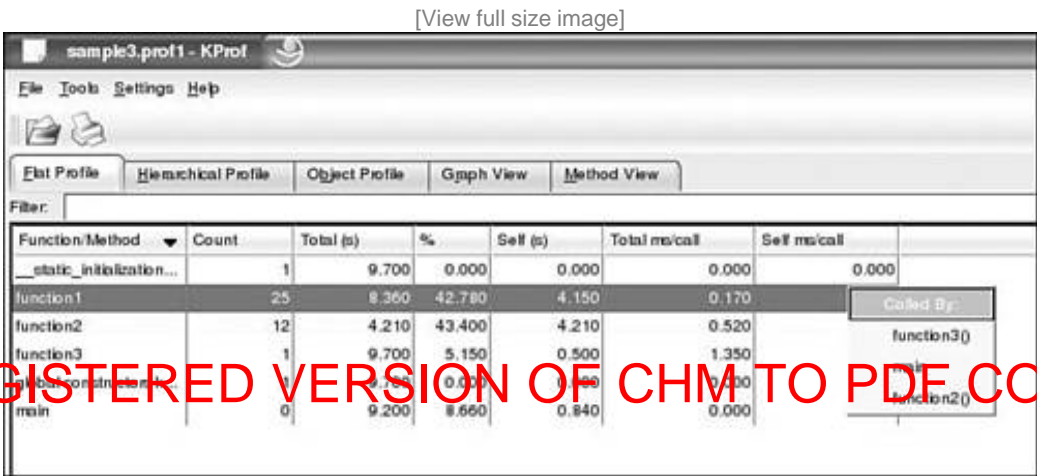 [View full size image]
sample3.prof1 - KProf
File Tools Settings Help
Flat Profile Hierarchical Profile Object Profile Graph View Method View
Filter:
Function/Method Count Total (s) % Self (s) Total ms/call Self ms/call
__static_initialization... 1 9.700 0.000 0.000 0.000 0.000
function1 25 8.360 42.780 4.150 0.170
Called By:
function2 12 4.210 43.400 4.210 0.520
function3()
function3 1 9.700 5.150 0.500 1.350
main
GISTERED VERSION OF CHM TO PDF CO
main 0 9.200 8.660 0.840 0.000
function2()